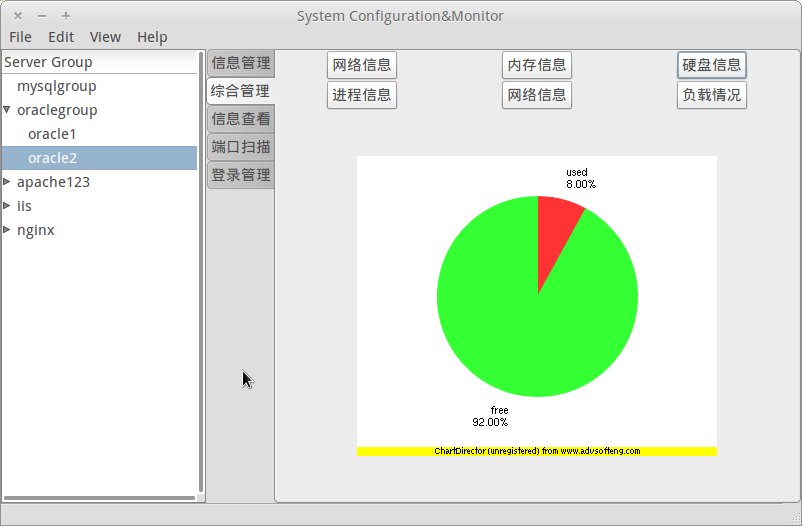 System Configuration&Monitor
File Edit View Help
Server Group
mysqlgroup
oraclegroup
oracle1
oracle2
apache123
iis
nginx
信息管理
综合管理
信息查看
端口扫描
登录管理
网络信息 内存信息 硬盘信息
进程信息 网络信息 负载情况
used
8.00%
free
92.00%
ChartDirector (unregistered) from www.advsofteng.com